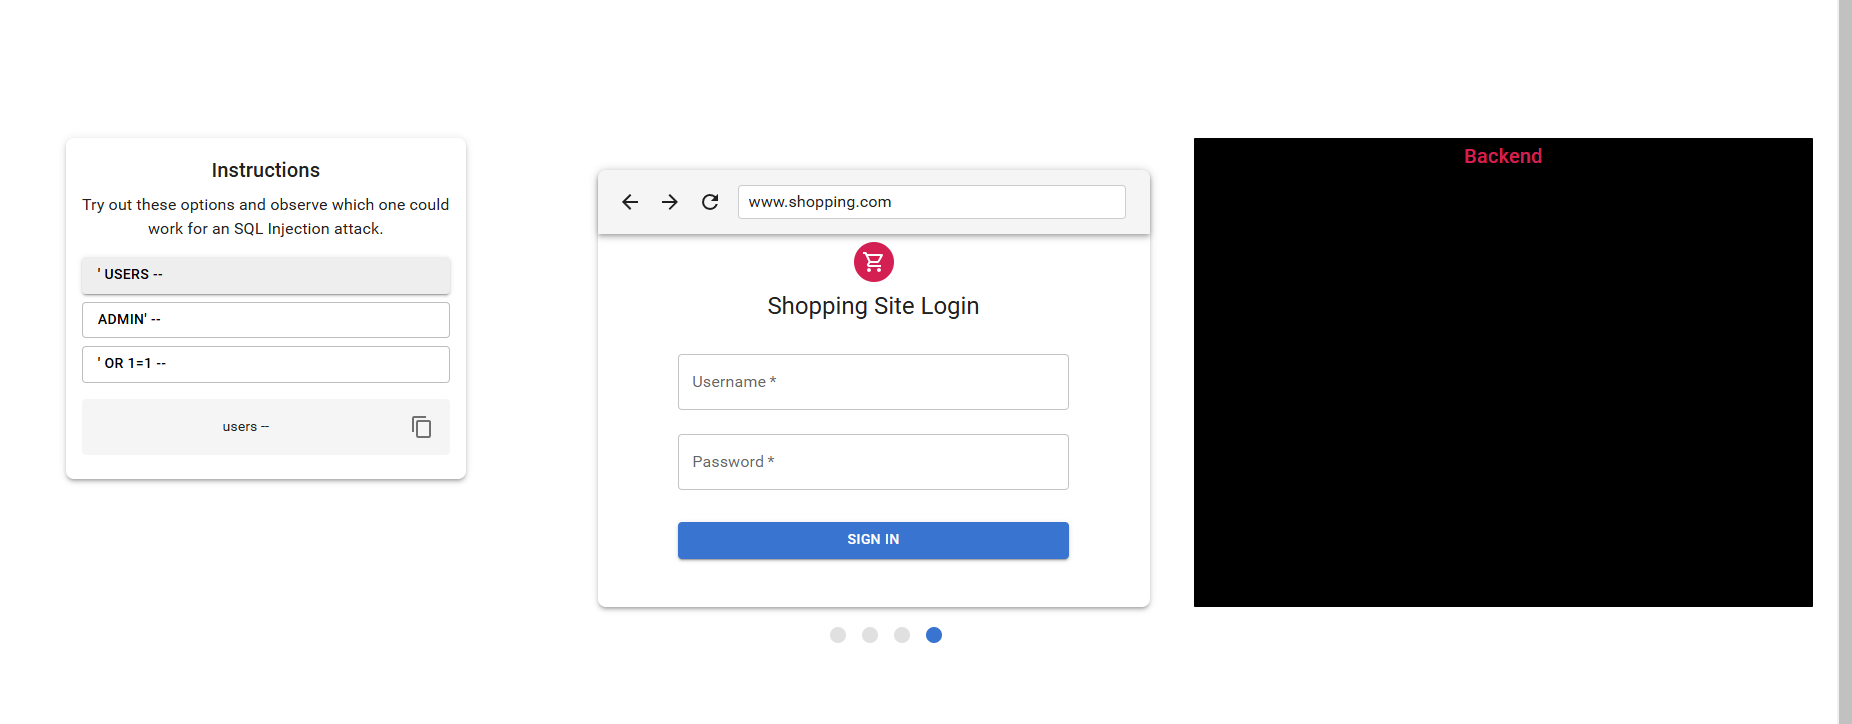 Instructions
Try out these options and observe which one could
work for an SQL Injection attack.
' USERS --
ADMIN' --
' OR 1=1 --
users --
www.shopping.com
Shopping Site Login
Username *
Password *
SIGN IN
Backend